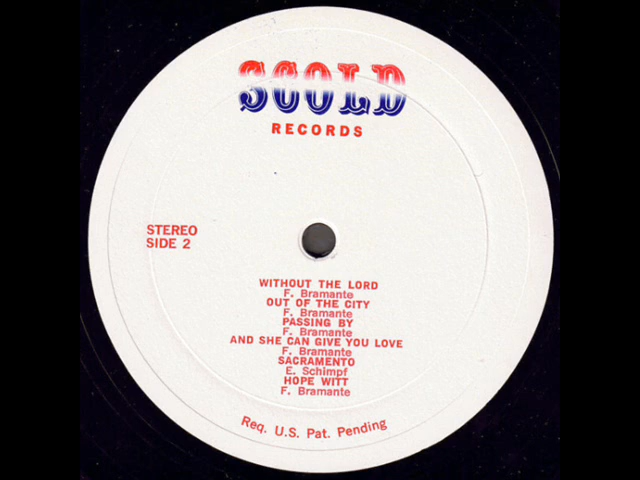 SCOLD
RECORDS
STEREO
SIDE 2
WITHOUT THE LORD
F. Bramante
OUT OF THE CITY
F. Bramante
PASSING BY
F. Bramante
AND SHE CAN GIVE YOU LOVE
F. Bramante
SACRAMENTO
E. Schimpf
HOPE WITT
F. Bramante
Req. U.S. Pat. Pending